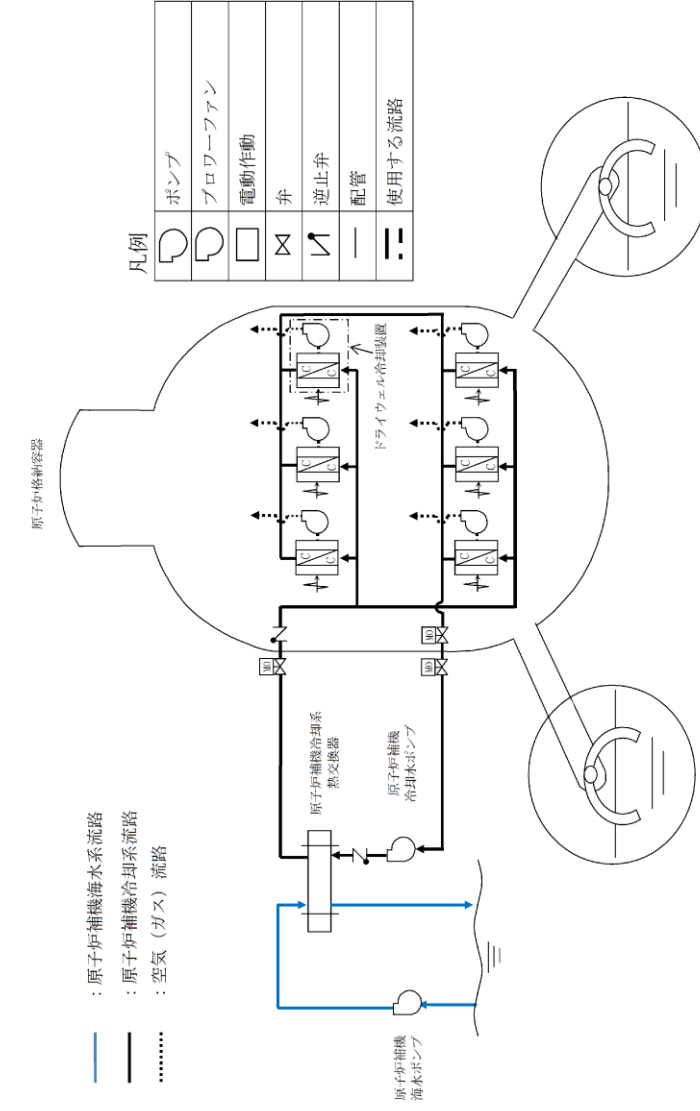 ：原子炉補機海水系流路
：原子炉補機冷却系流路
：空気（ガス）流路
原子炉格納容器
凡例
ポンプ
ブロワーファン
電動作動
弁
逆止弁
配管
使用する流路
MO
C
C
C
C
C
C
ドライウェル冷却装置
原子炉補機冷却系
熱交換器
原子炉補機
冷却水ポンプ
MO
MO
C
C
C
C
C
C
原子炉補機
海水ポンプ